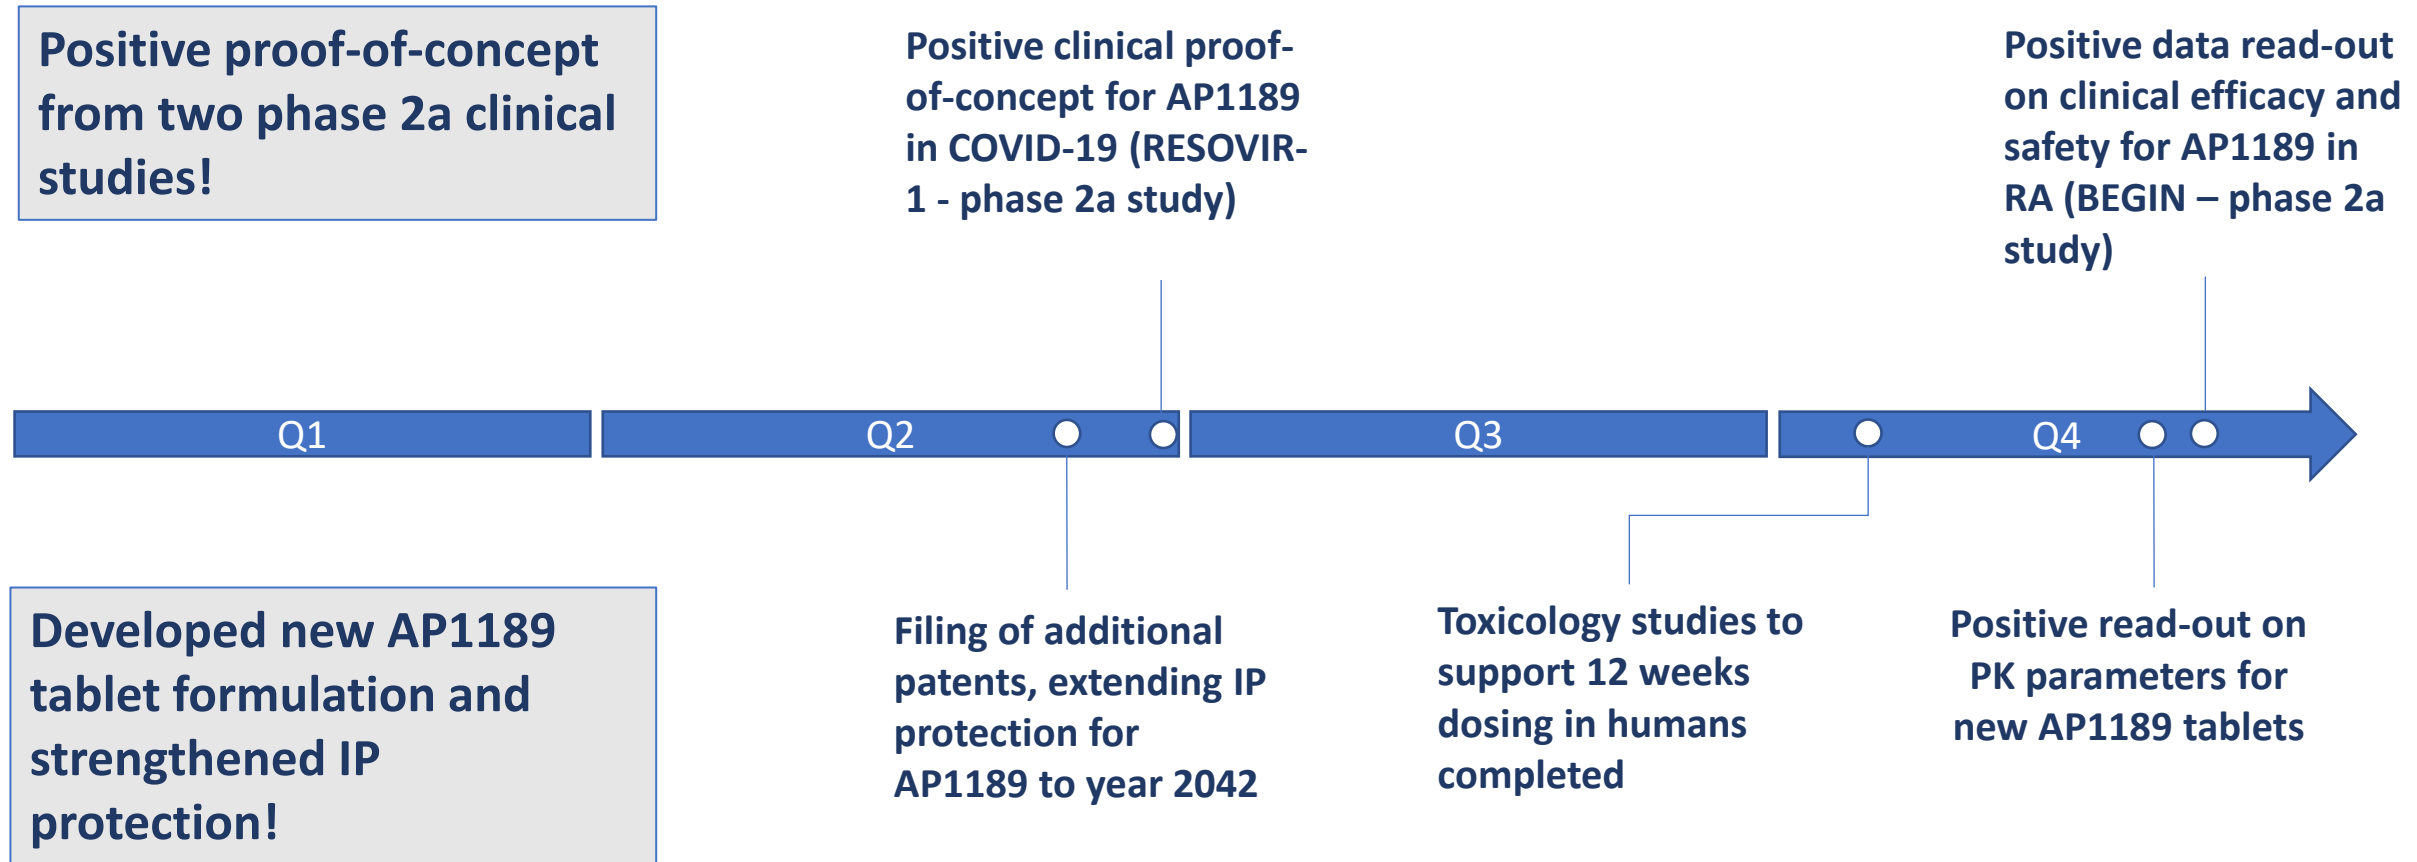 Positive proof-of-concept
from two phase 2a clinical
studies!
Positive clinical proof-
of-concept for AP1189
in COVID-19 (RESOVIR-
1 - phase 2a study)
Positive data read-out
on clinical efficacy and
safety for AP1189 in
RA (BEGIN – phase 2a
study)
Q1
Q2
Q3
Q4
Developed new AP1189
tablet formulation and
strengthened IP
protection!
Filing of additional
patents, extending IP
protection for
AP1189 to year 2042
Toxicology studies to
support 12 weeks
dosing in humans
completed
Positive read-out on
PK parameters for
new AP1189 tablets